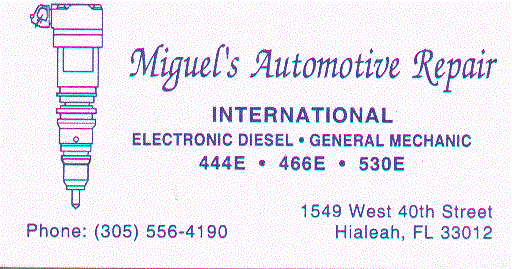 Miguel's Automotive Repair
INTERNATIONAL
ELECTRONIC DIESEL • GENERAL MECHANIC
444E • 466E • 530E
1549 West 40th Street
Hialeah, FL 33012
Phone: (305) 556-4190